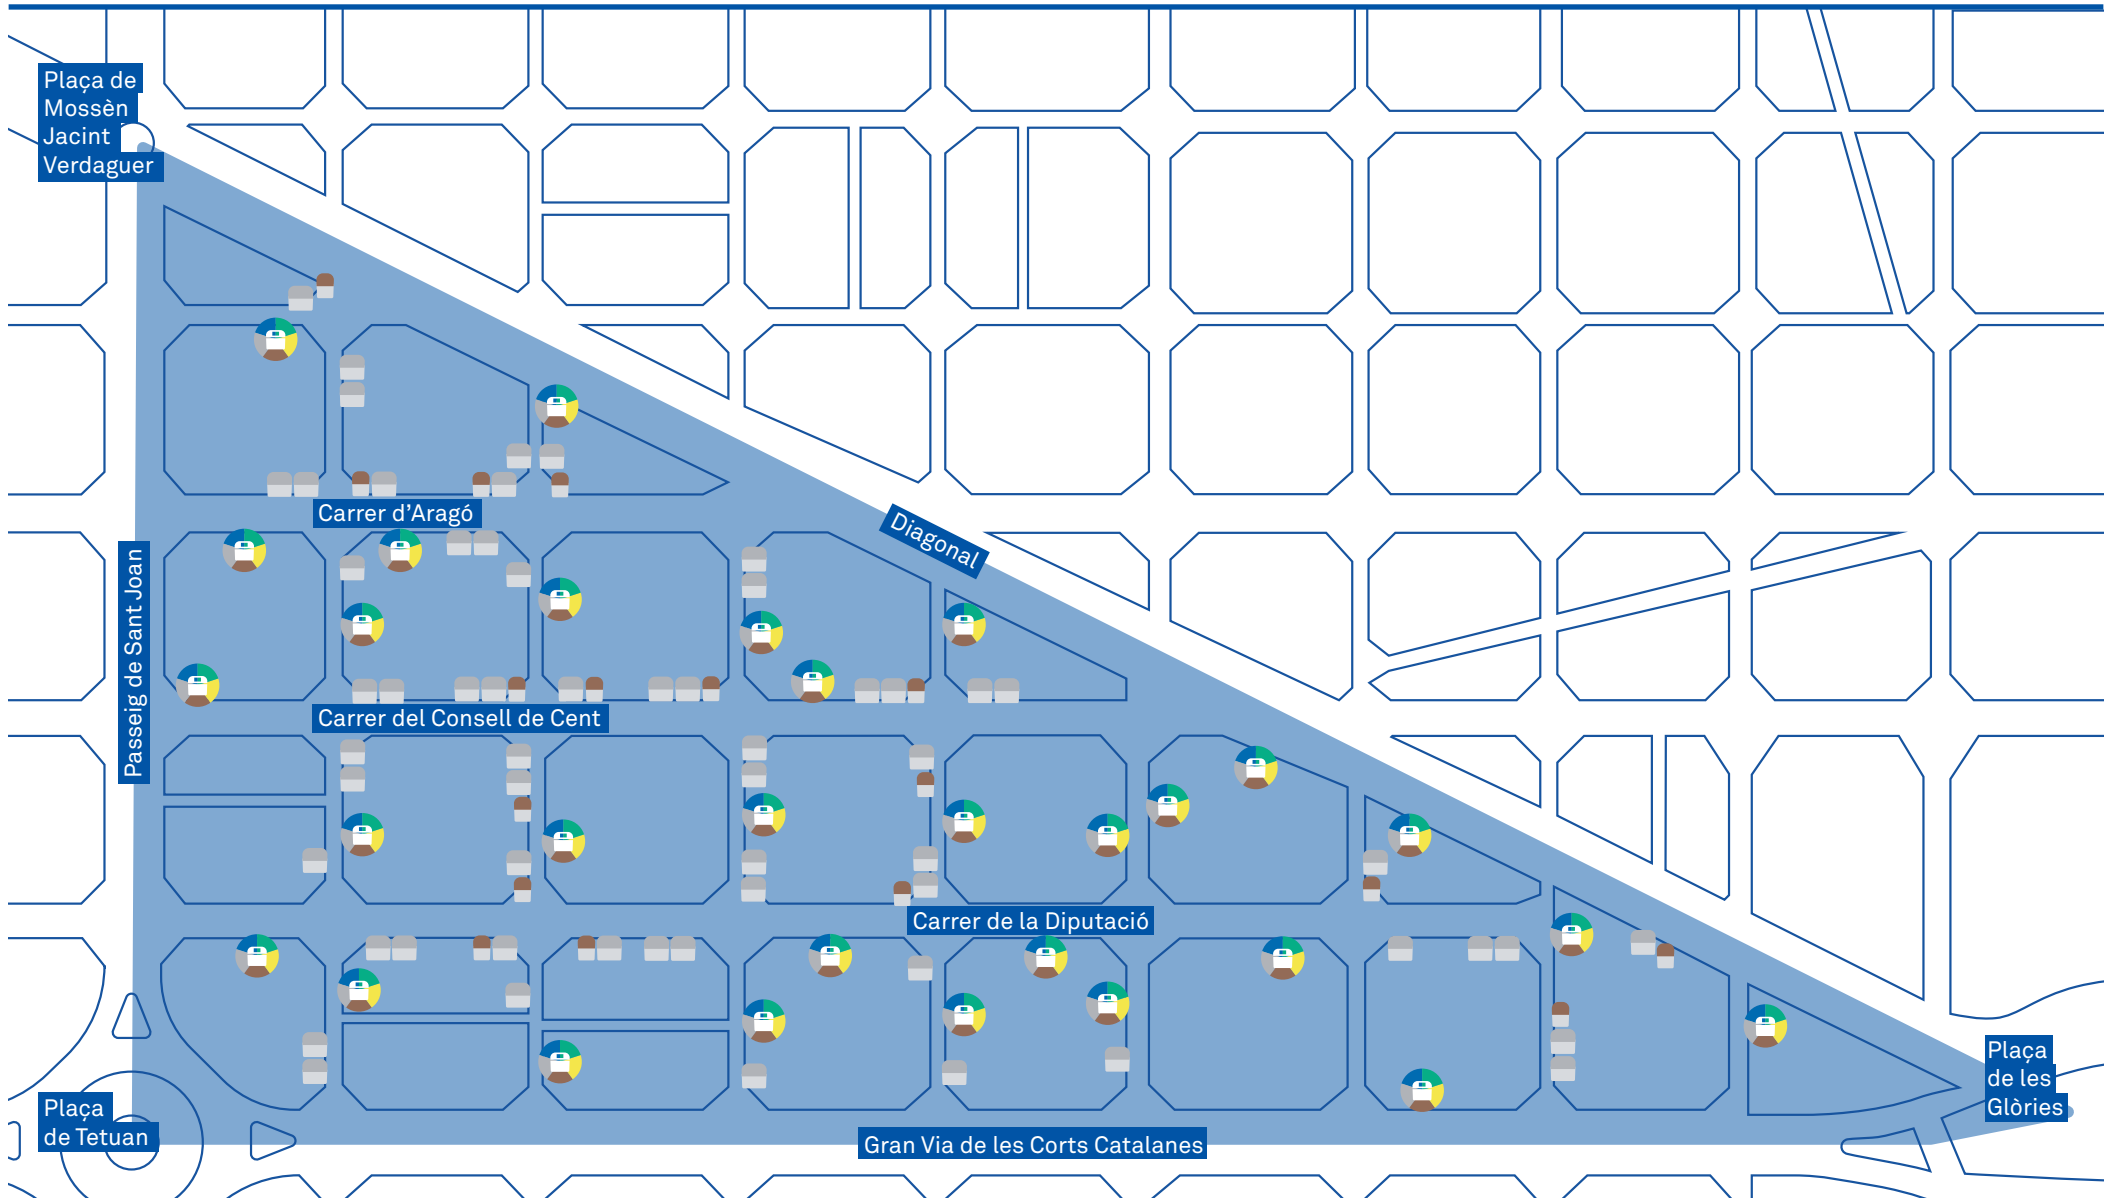 Plaça de
Mossèn
Jacint
Verdaguer
Carrer d'Aragó
Diagonal
Passeig de Sant Joan
Carrer del Consell de Cent
Carrer de la Diputació
Plaça
de les
Glòries
Plaça
de Tetuan
Gran Via de les Corts Catalanes